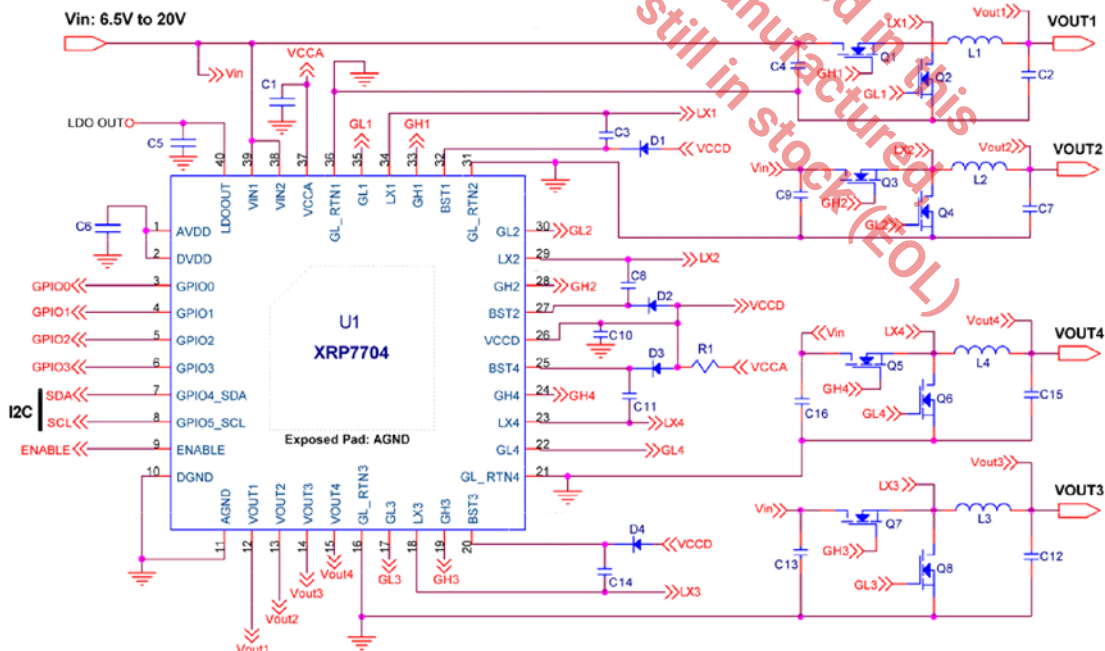 Vin: 6.5V to 20V
Vin
VCCA
C1
LDO OUT
C5
GL1
GH1
LX1
C3
D1
VCCD
C4
GH1
Q1
LX1
GL1
Q2
L1
Vout1
C2
VOUT1
Vin
C9
GH2
Q3
LX2
GL2
Q4
L2
Vout2
C7
VOUT2
40 39 38 37 36 35 34 33 32 31
LDOOUT
VIN1
VIN2
VCCA
GL_RTN1
GL1
LX1
GH1
BST1
GL_RTN2
C6
1 AVDD
2 DVDD
GPIO0 3 GPIO0
GPIO1 4 GPIO1
GPIO2 5 GPIO2
GPIO3 6 GPIO3
I2C
SDA 7 GPIO4_SDA
SCL 8 GPIO5_SCL
ENABLE 9 ENABLE
10 DGND
U1
XRP7704
Exposed Pad: AGND
GL2 30 GL2
LX2 29 LX2
C8
GH2 28 GH2
BST2 27
D2
VCCD
VCCD 26
C10
BST4 25
D3
R1
VCCA
GH4 24 GH4
C11
LX4 23 LX4
GL4 22 GL4
GL_RTN4 21
AGND
VOUT1
VOUT2
VOUT3
VOUT4
GL_RTN3
GL3
LX3
GH3
BST3
11 12 13 14 15 16 17 18 19 20
Vout1
Vout2
Vout3
Vout4
GL3
GH3
D4
VCCD
C14
LX3
Vin
C16
GH4
Q5
LX4
GL4
Q6
L4
Vout4
C15
VOUT4
Vin
C13
GH3
Q7
LX3
GL3
Q8
L3
Vout3
C12
VOUT3
ed in this
anufactured,
still in stock (EOL)